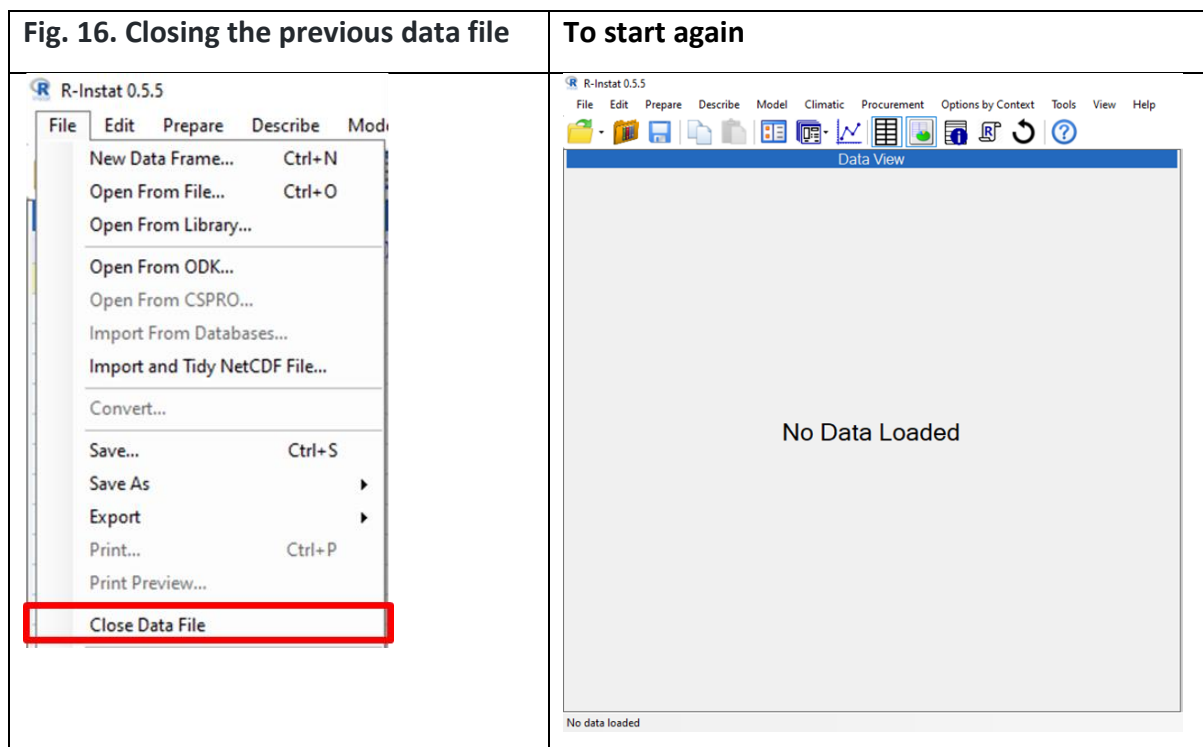 Fig. 16. Closing the previous data file
To start again
R-Instat 0.5.5
File Edit Prepare Describe
New Data Frame... Ctrl+N
Open From File... Ctrl+O
Open From Library...
Open From ODK...
Open From CSPRO...
Import From Databases...
Import and Tidy NetCDF File...
Convert...
Save... Ctrl+S
Save As
Export
Print... Ctrl+P
Print Preview...
Close Data File
R-Instat 0.5.5
File Edit Prepare Describe Model Climatic Procurement Options by Context Tools View Help
Data View
No Data Loaded
No data loaded